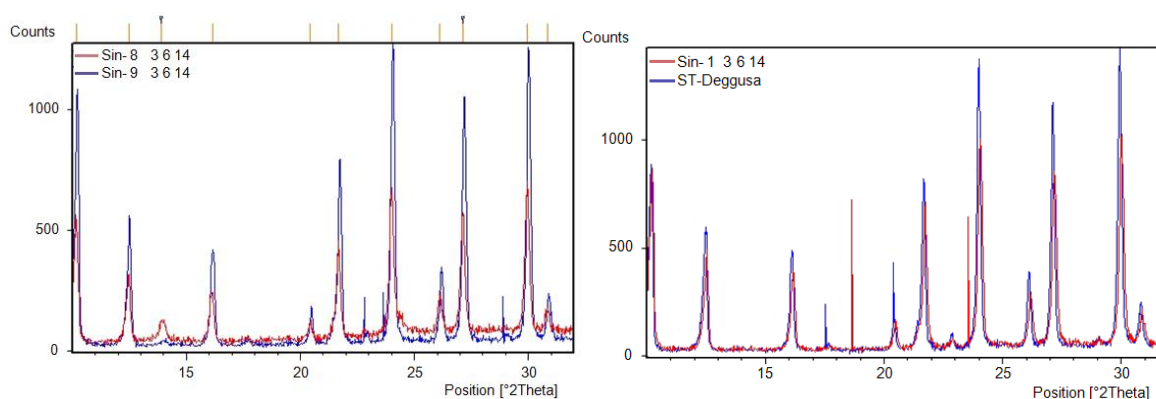 Counts
Sin- 8 3 6 14
Sin- 9 3 6 14
1000
500
0
15 20 25 30
Position [°2Theta]
Counts
Sin- 1 3 6 14
ST-Deggusa
1000
500
0
15 20 25 30
Position [°2Theta]